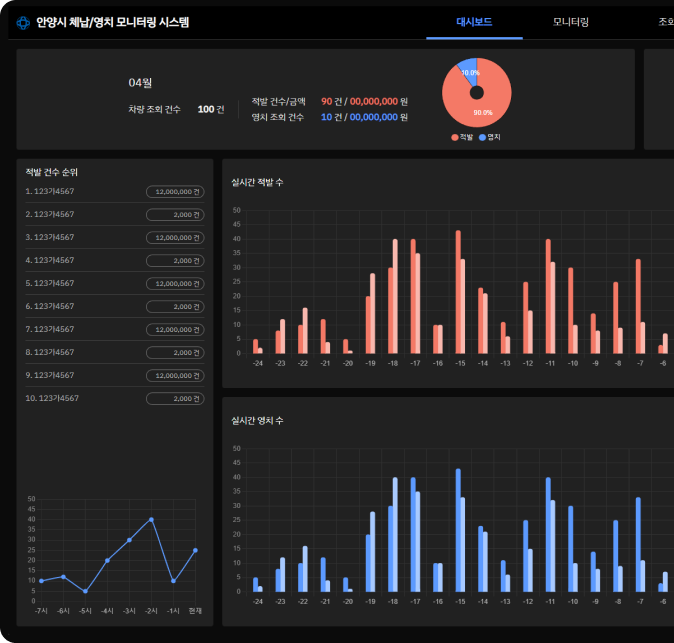 안양시 체납/영치 모니터링 시스템
대시보드 모니터링 조회
04월
차량 조회 건수 100 건
적발 건수/금액 90 건 / 00,000,000 원
영치 조회 건수 10 건 / 00,000,000 원
10.0%
90.0%
적발 영치
적발 건수 순위
1. 123가4567 12,000,000 건
2. 123가4567 2,000 건
3. 123가4567 12,000,000 건
4. 123가4567 2,000 건
5. 123가4567 12,000,000 건
6. 123가4567 2,000 건
7. 123가4567 12,000,000 건
8. 123가4567 2,000 건
9. 123가4567 12,000,000 건
10. 123가4567 2,000 건
50
45
40
35
30
25
20
15
10
5
0
-7시 -6시 -5시 -4시 -3시 -2시 -1시 현재
실시간 적발 수
50
45
40
35
30
25
20
15
10
5
0
-24 -23 -22 -21 -20 -19 -18 -17 -16 -15 -14 -13 -12 -11 -10 -9 -8 -7 -6
실시간 영치 수
50
45
40
35
30
25
20
15
10
5
0
-24 -23 -22 -21 -20 -19 -18 -17 -16 -15 -14 -13 -12 -11 -10 -9 -8 -7 -6